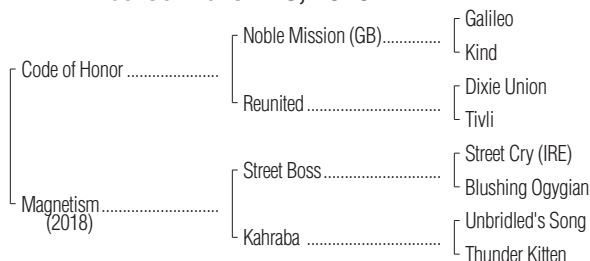 Galileo
Noble Mission (GB)..............
Kind
Code of Honor ......................
Dixie Union
Reunited ................................
Tivli
Street Cry (IRE)
Street Boss............................
Blushing Ogygian
Magnetism............................
(2018)
Unbridled's Song
Kahraba ................................
Thunder Kitten